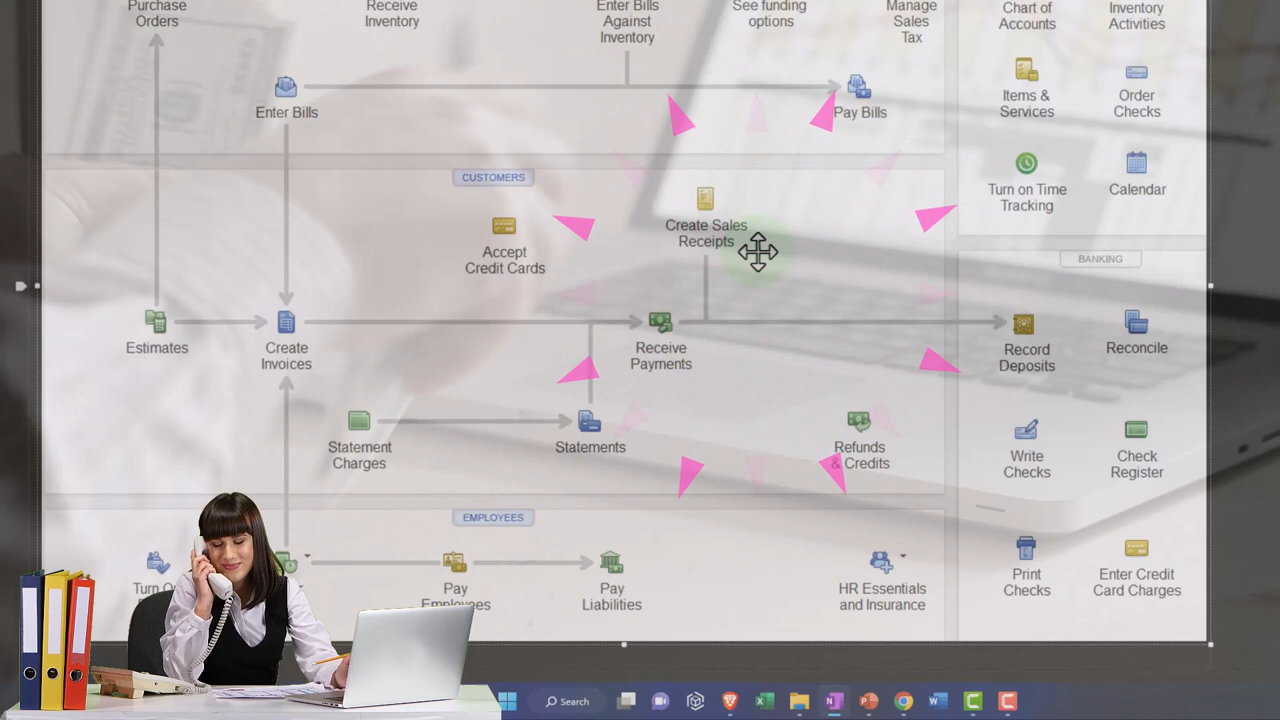 Purchase
Orders
Receive
Inventory
Enter Bills
Against
Inventory
See funding
options
Manage
Sales
Tax
Chart of
Accounts
Inventory
Activities
Enter Bills
Pay Bills
Items &
Services
Order
Checks
CUSTOMERS
Turn on Time
Tracking
Calendar
Create Sales
Receipts
Accept
Credit Cards
BANKING
Estimates
Create
Invoices
Receive
Payments
Record
Deposits
Reconcile
Statement
Charges
Statements
Refunds
& Credits
Write
Checks
Check
Register
EMPLOYEES
Pay
Employees
Pay
Liabilities
HR Essentials
and Insurance
Print
Checks
Enter Credit
Card Charges
Search